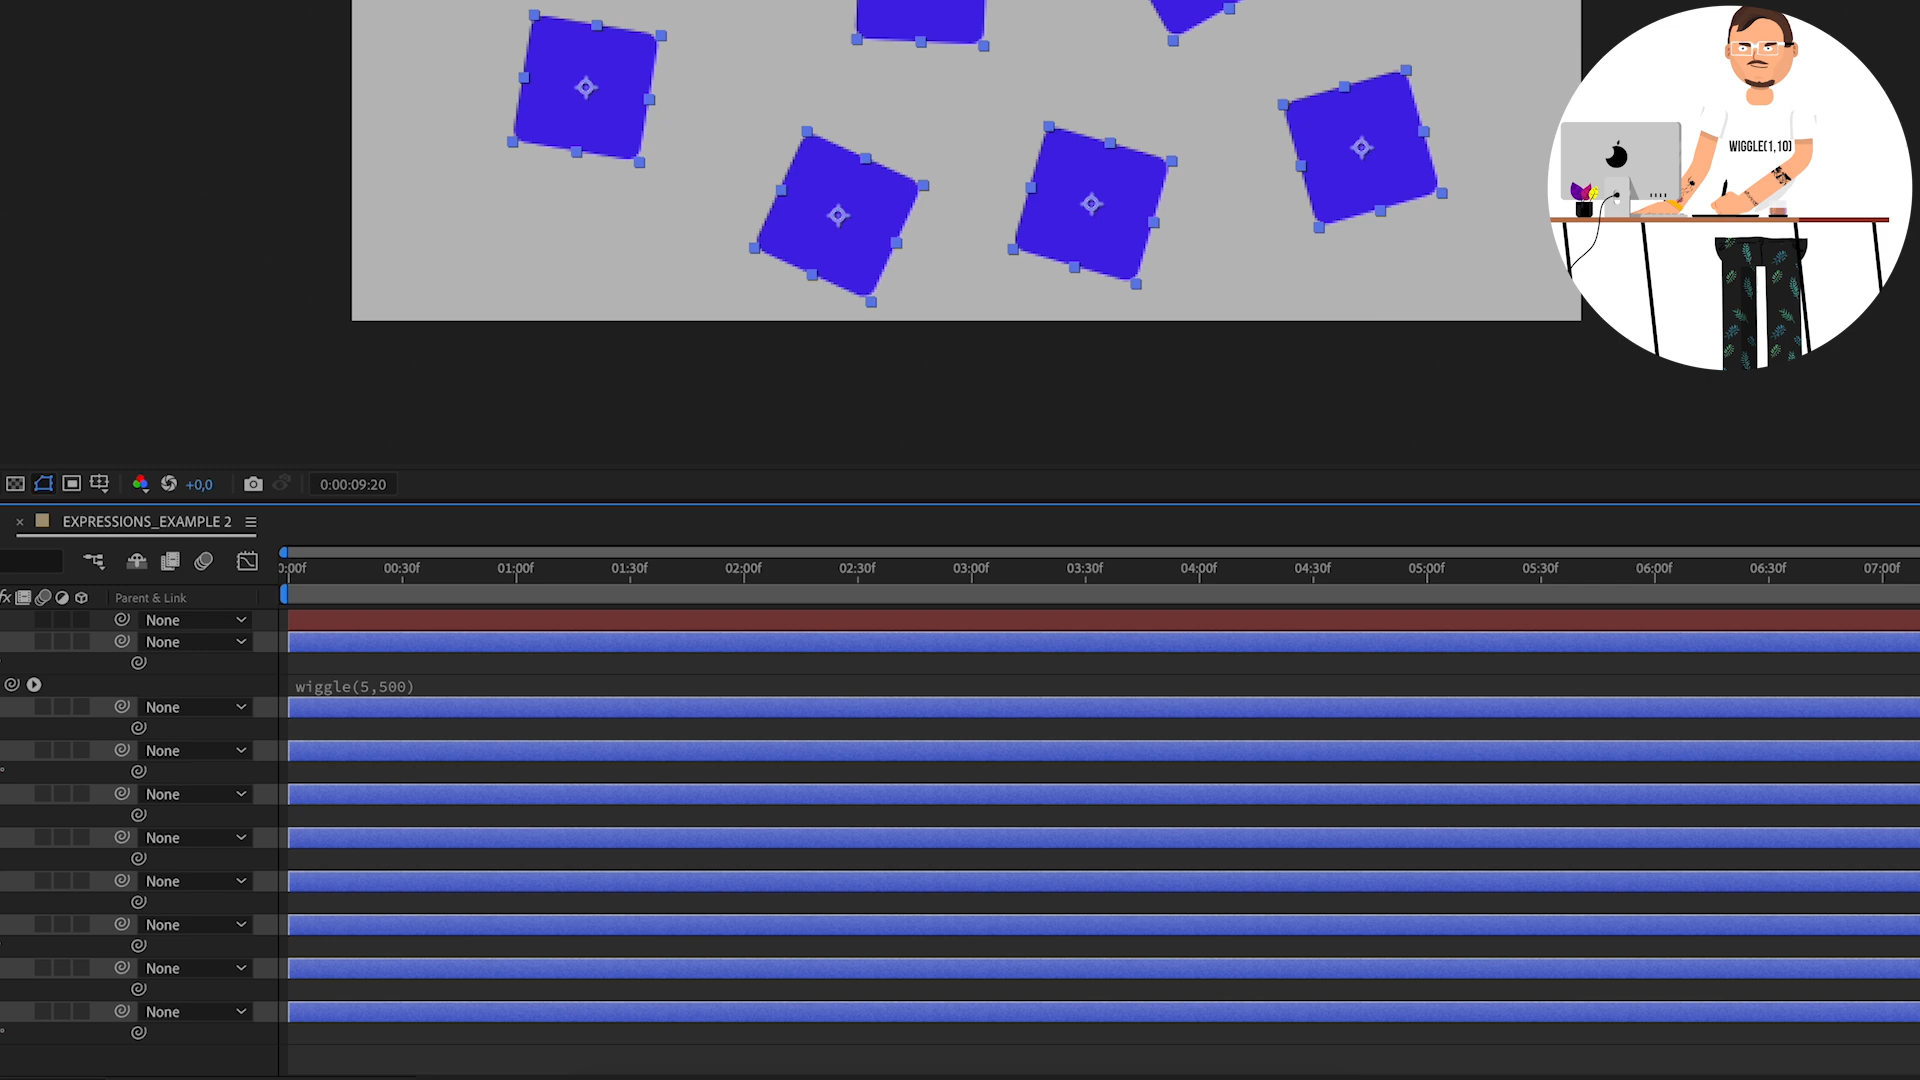 WIGGLE(1,10)
+0,0
0:00:09:20
× EXPRESSIONS_EXAMPLE 2
0:00f 00:30f 01:00f 01:30f 02:00f 02:30f 03:00f 03:30f 04:00f 04:30f 05:00f 05:30f 06:00f 06:30f 07:00f
fx Parent & Link
None
None
wiggle(5,500)
None
None
None
None
None
None
None
None